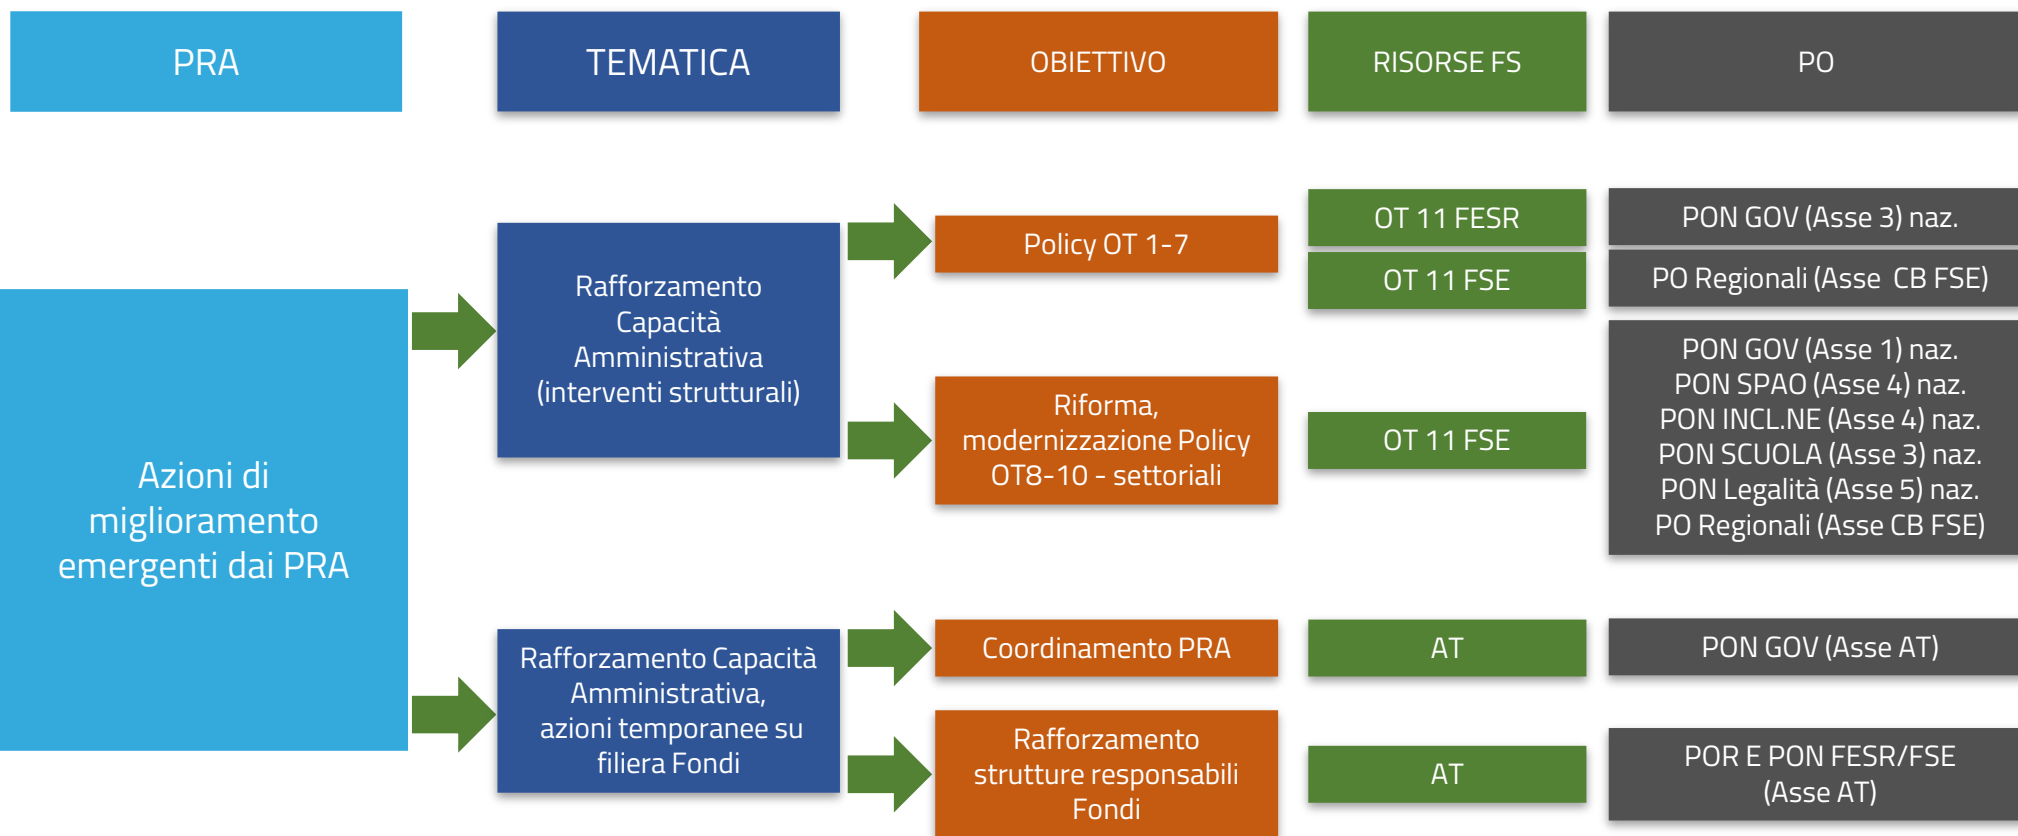 PRA
TEMATICA
OBIETTIVO
RISORSE FS
PO
Azioni di
miglioramento
emergenti dai PRA
Rafforzamento
Capacità
Amministrativa
(interventi strutturali)
Policy OT 1-7
OT 11 FESR
PON GOV (Asse 3) naz.
OT 11 FSE
PO Regionali (Asse  CB FSE)
Riforma,
modernizzazione Policy
OT8-10 - settoriali
OT 11 FSE
PON GOV (Asse 1) naz.
PON SPAO (Asse 4) naz.
PON INCL.NE (Asse 4) naz.
PON SCUOLA (Asse 3) naz.
PON Legalità (Asse 5) naz.
PO Regionali (Asse CB FSE)
Rafforzamento Capacità
Amministrativa,
azioni temporanee su
filiera Fondi
Coordinamento PRA
AT
PON GOV (Asse AT)
Rafforzamento
strutture responsabili
Fondi
AT
POR E PON FESR/FSE
(Asse AT)